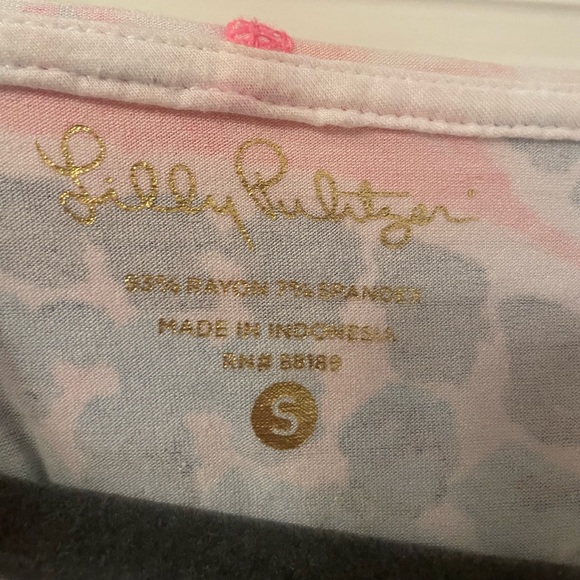 Lilly Pulitzer
93% RAYON 7% SPANDEX
MADE IN INDONESIA
RN# 88189
S